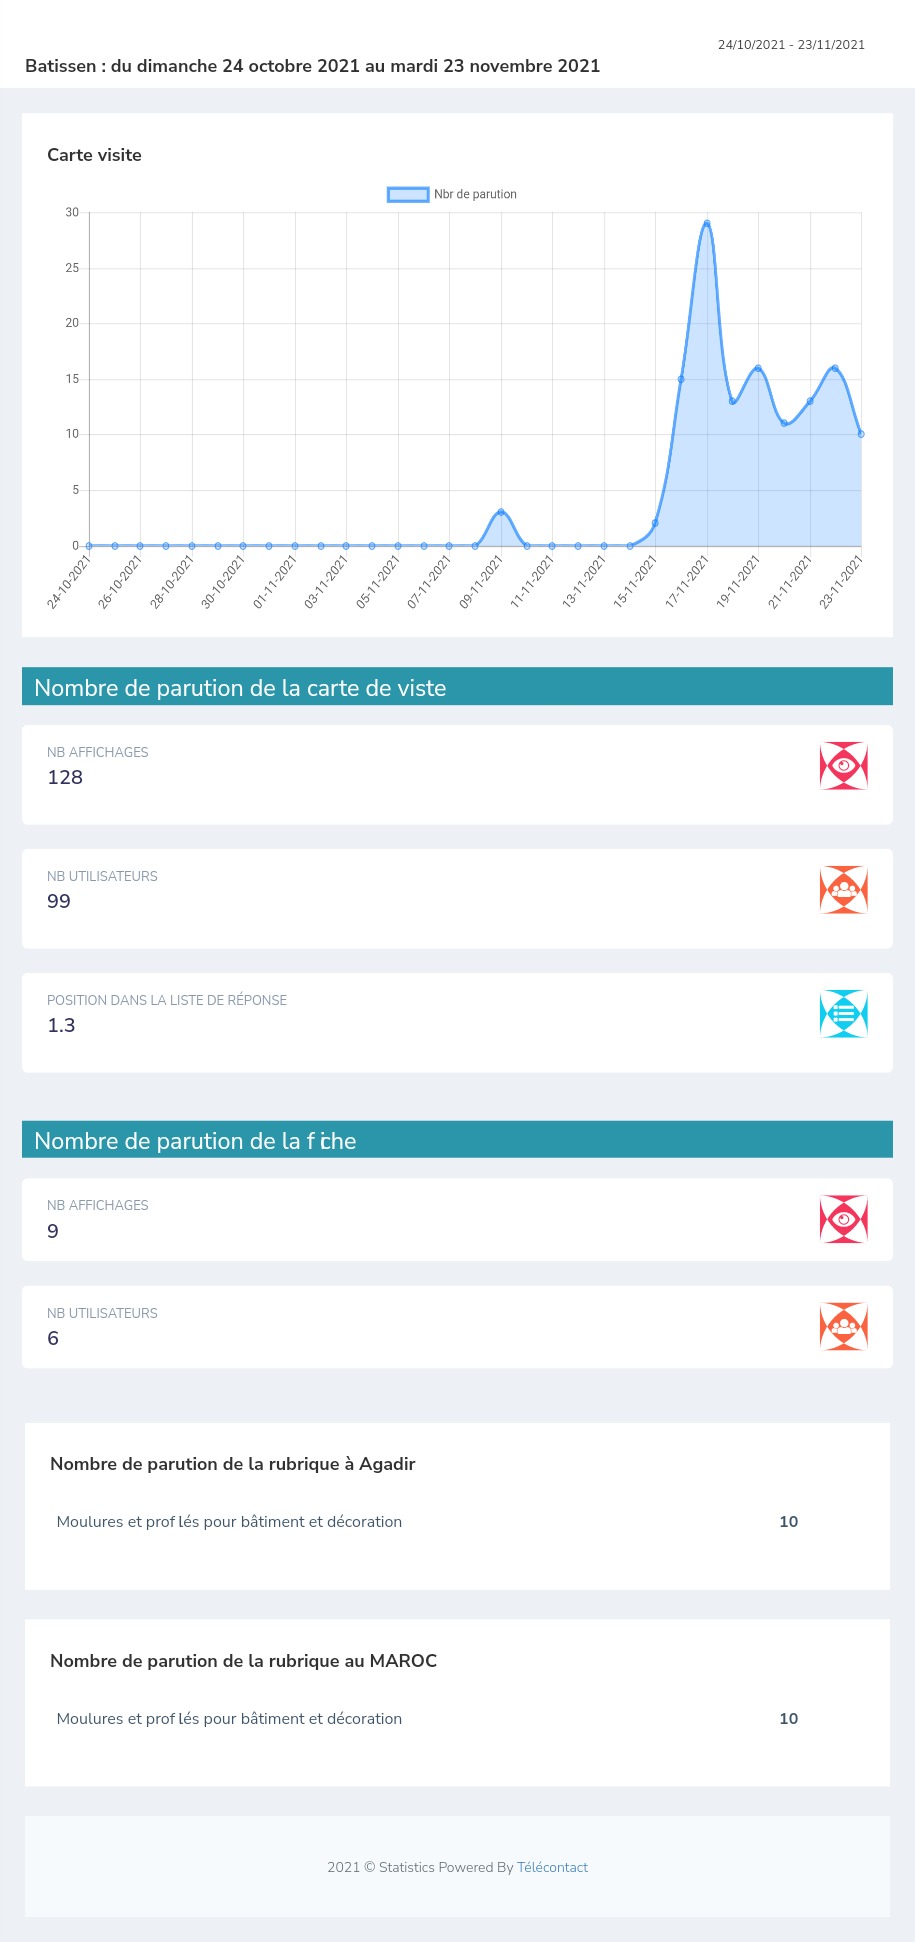 24/10/2021 - 23/11/2021
Batissen : du dimanche 24 octobre 2021 au mardi 23 novembre 2021
Carte visite
Nbr de parution
30
25
20
15
10
5
0
24-10-2021
26-10-2021
28-10-2021
30-10-2021
01-11-2021
03-11-2021
05-11-2021
07-11-2021
09-11-2021
11-11-2021
13-11-2021
15-11-2021
17-11-2021
19-11-2021
21-11-2021
23-11-2021
Nombre de parution de la carte de viste
NB AFFICHAGES
128
NB UTILISATEURS
99
POSITION DANS LA LISTE DE RÉPONSE
1.3
Nombre de parution de la fiche
NB AFFICHAGES
9
NB UTILISATEURS
6
Nombre de parution de la rubrique à Agadir
Moulures et profilés pour bâtiment et décoration 10
Nombre de parution de la rubrique au MAROC
Moulures et profilés pour bâtiment et décoration 10
2021 © Statistics Powered By Télécontact